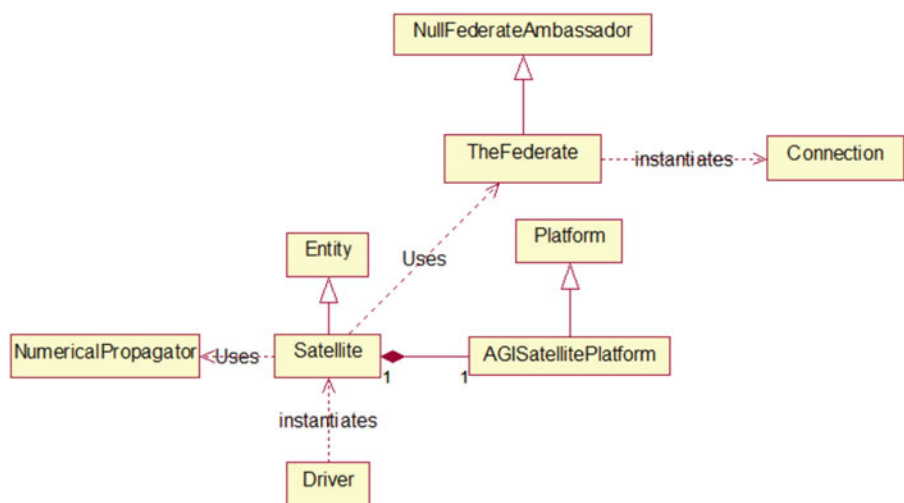 NullFederateAmbassador
TheFederate
instantiates
Connection
Entity
Uses
Platform
NumericalPropagator
Uses
Satellite
1
1
AGISatellitePlatform
instantiates
Driver